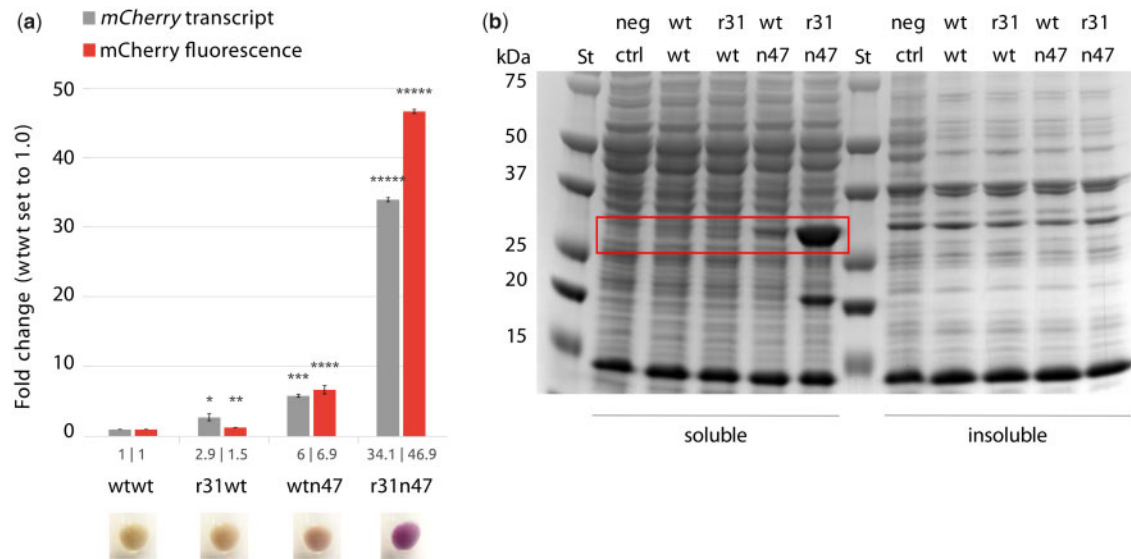 (a)
mCherry transcript
mCherry fluorescence
Fold change (wtwt set to 1.0)
50
40
30
20
10
0
* ** *** **** ***** *****
1 | 1 2.9 | 1.5 6 | 6.9 34.1 | 46.9
wtwt r31wt wtn47 r31n47
(b)
neg wt r31 wt r31 neg wt r31 wt r31
kDa St ctrl wt wt n47 n47 St ctrl wt wt n47 n47
75
50
37
25
20
15
soluble insoluble